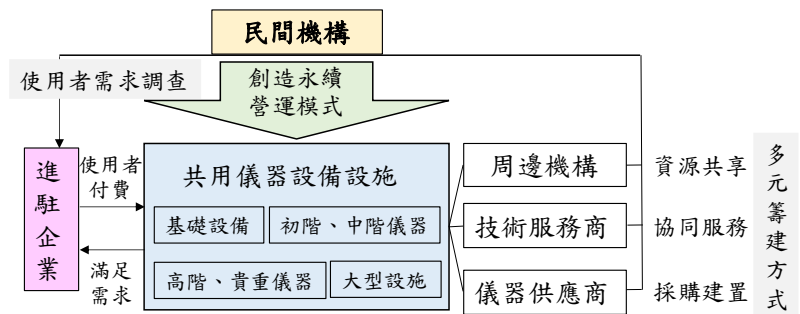 民間機構
使用者需求調查
創造永續
營運模式
進駐企業
使用者
付費
滿足
需求
共用儀器設備設施
基礎設備
初階、中階儀器
高階、貴重儀器
大型設施
周邊機構
技術服務商
儀器供應商
資源共享
協同服務
採購建置
多元籌建方式